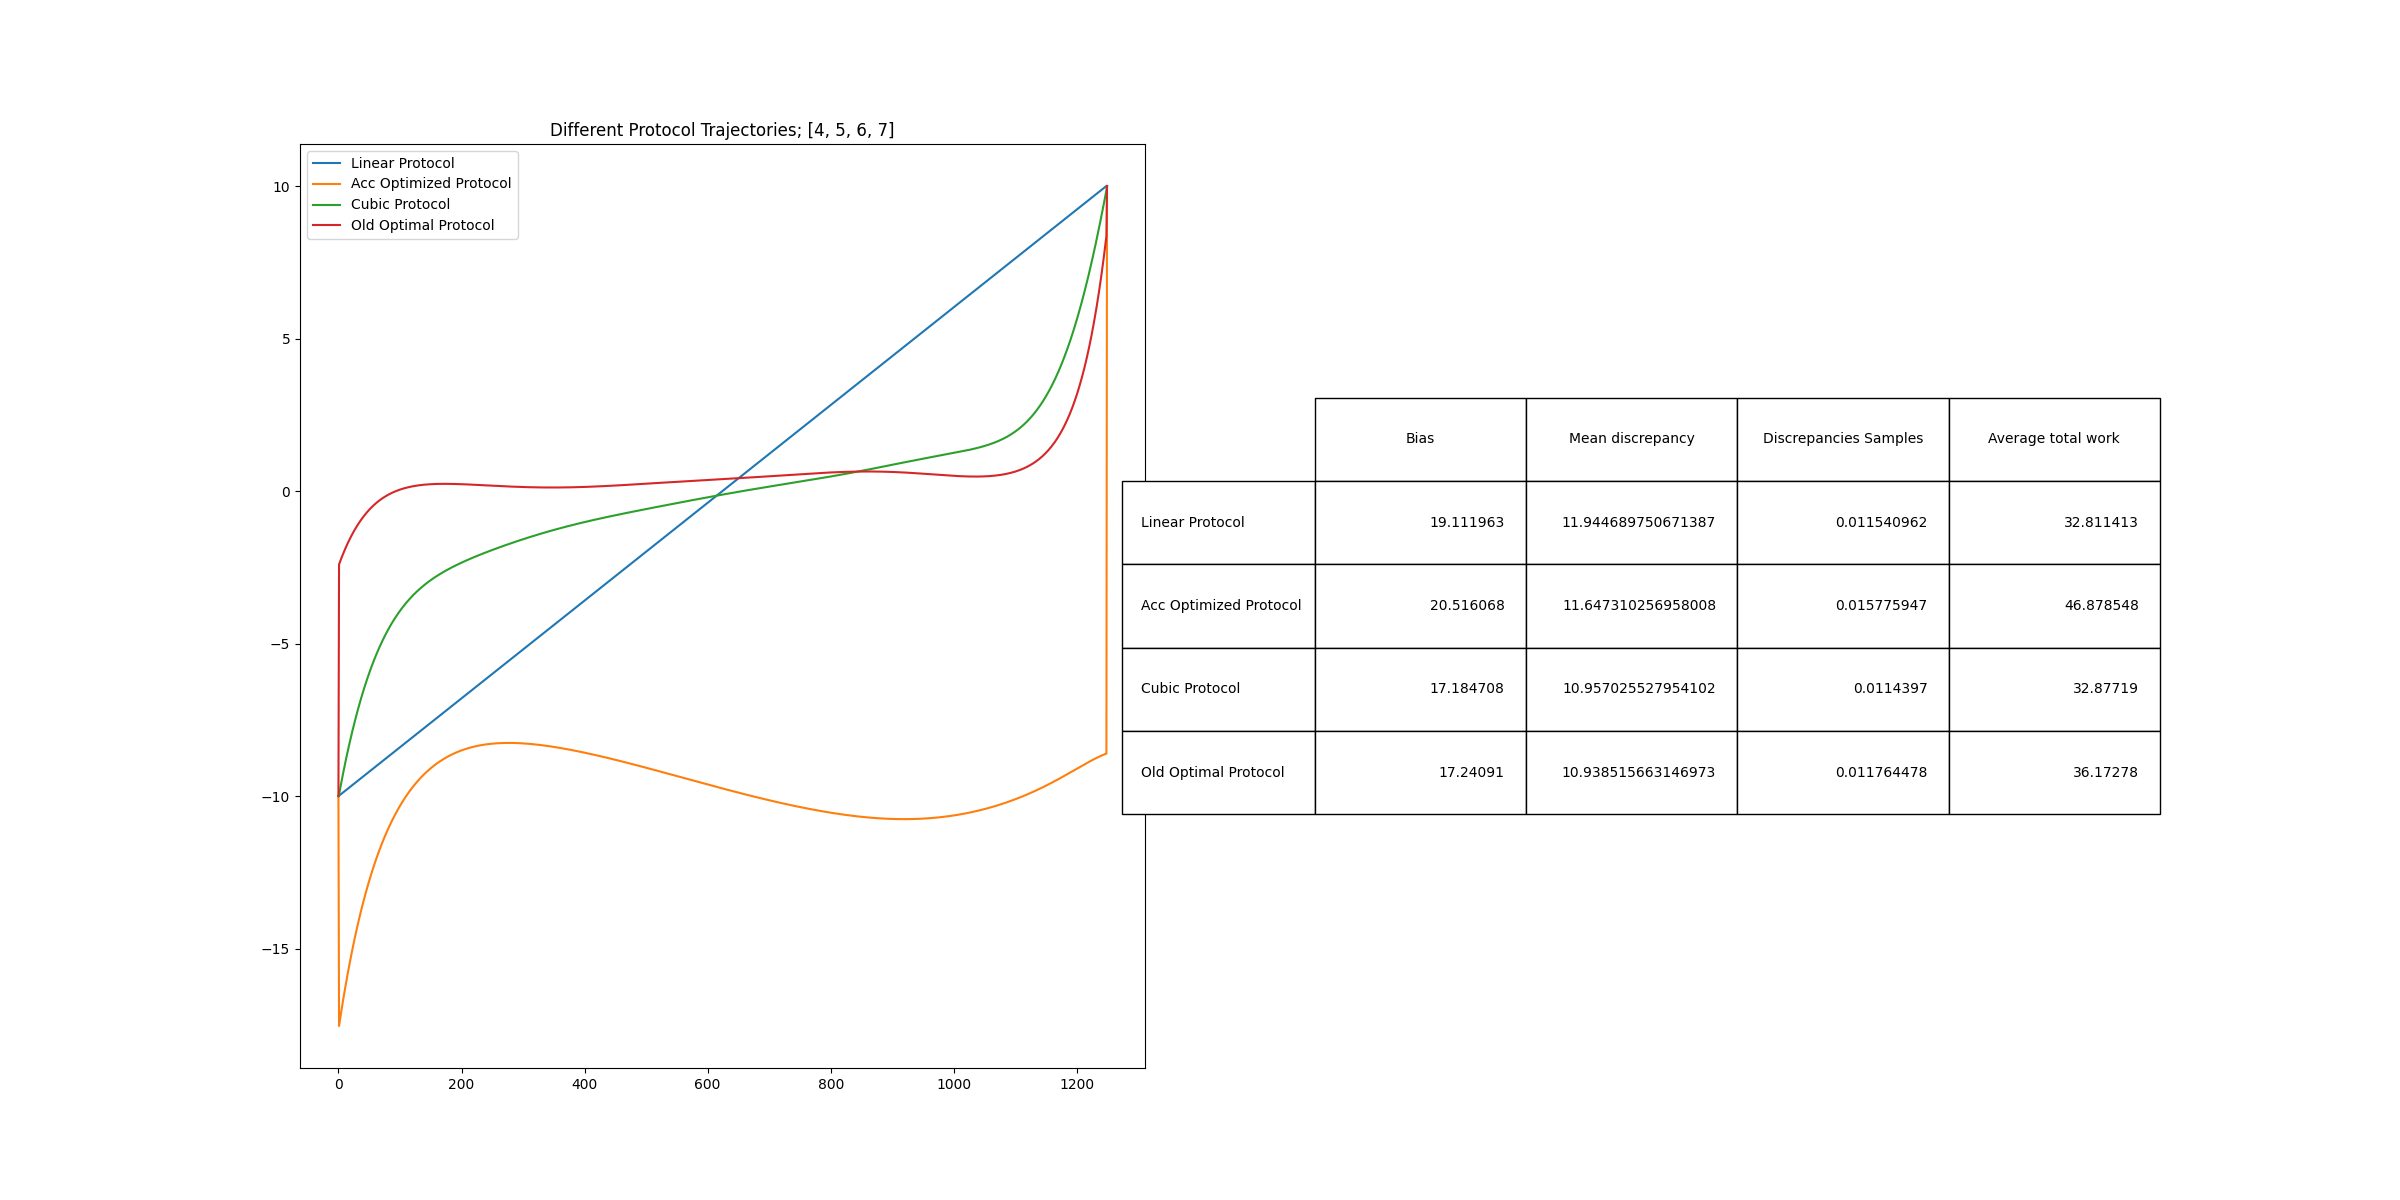 Different Protocol Trajectories; [4, 5, 6, 7]
Linear Protocol
Acc Optimized Protocol
Cubic Protocol
Old Optimal Protocol
10
5
0
−5
−10
−15
0 200 400 600 800 1000 1200
Bias Mean discrepancy Discrepancies Samples Average total work
Linear Protocol 19.111963 11.944689750671387 0.011540962 32.811413
Acc Optimized Protocol 20.516068 11.647310256958008 0.015775947 46.878548
Cubic Protocol 17.184708 10.957025527954102 0.0114397 32.87719
Old Optimal Protocol 17.24091 10.938515663146973 0.011764478 36.17278